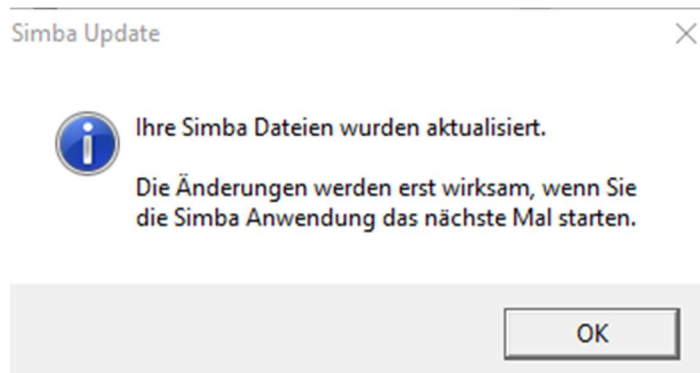 Simba Update
Ihre Simba Dateien wurden aktualisiert.
Die Änderungen werden erst wirksam, wenn Sie
die Simba Anwendung das nächste Mal starten.
OK